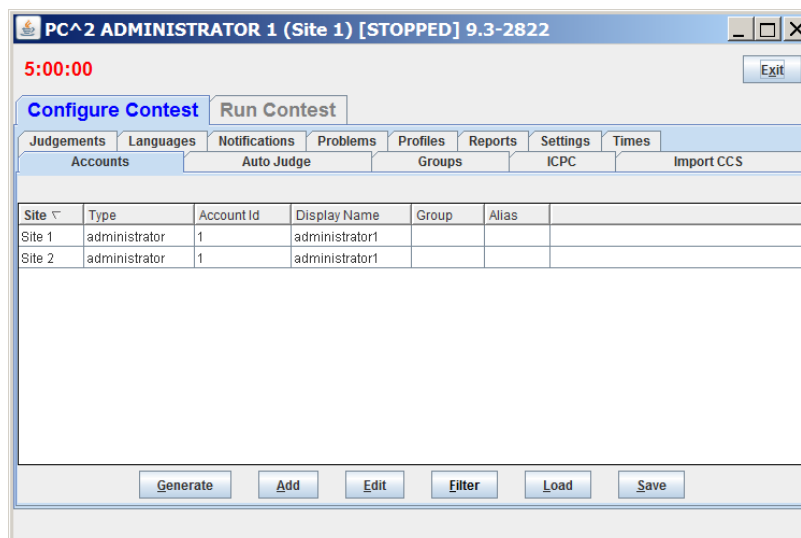 PC^2 ADMINISTRATOR 1 (Site 1) [STOPPED] 9.3-2822
5:00:00
Exit
Configure Contest Run Contest
Judgements Languages Notifications Problems Profiles Reports Settings Times
Accounts Auto Judge Groups ICPC Import CCS
Site Type Account Id Display Name Group Alias
Site 1 administrator 1 administrator1
Site 2 administrator 1 administrator1
Generate Add Edit Filter Load Save